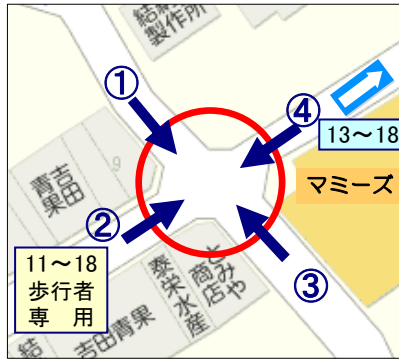 結
製作所
①
④
13～18
マミーズ
吉田
青果
9
②
11～18
歩行者
専用
とみや
商店
泰栄水産
吉田青果
結
③